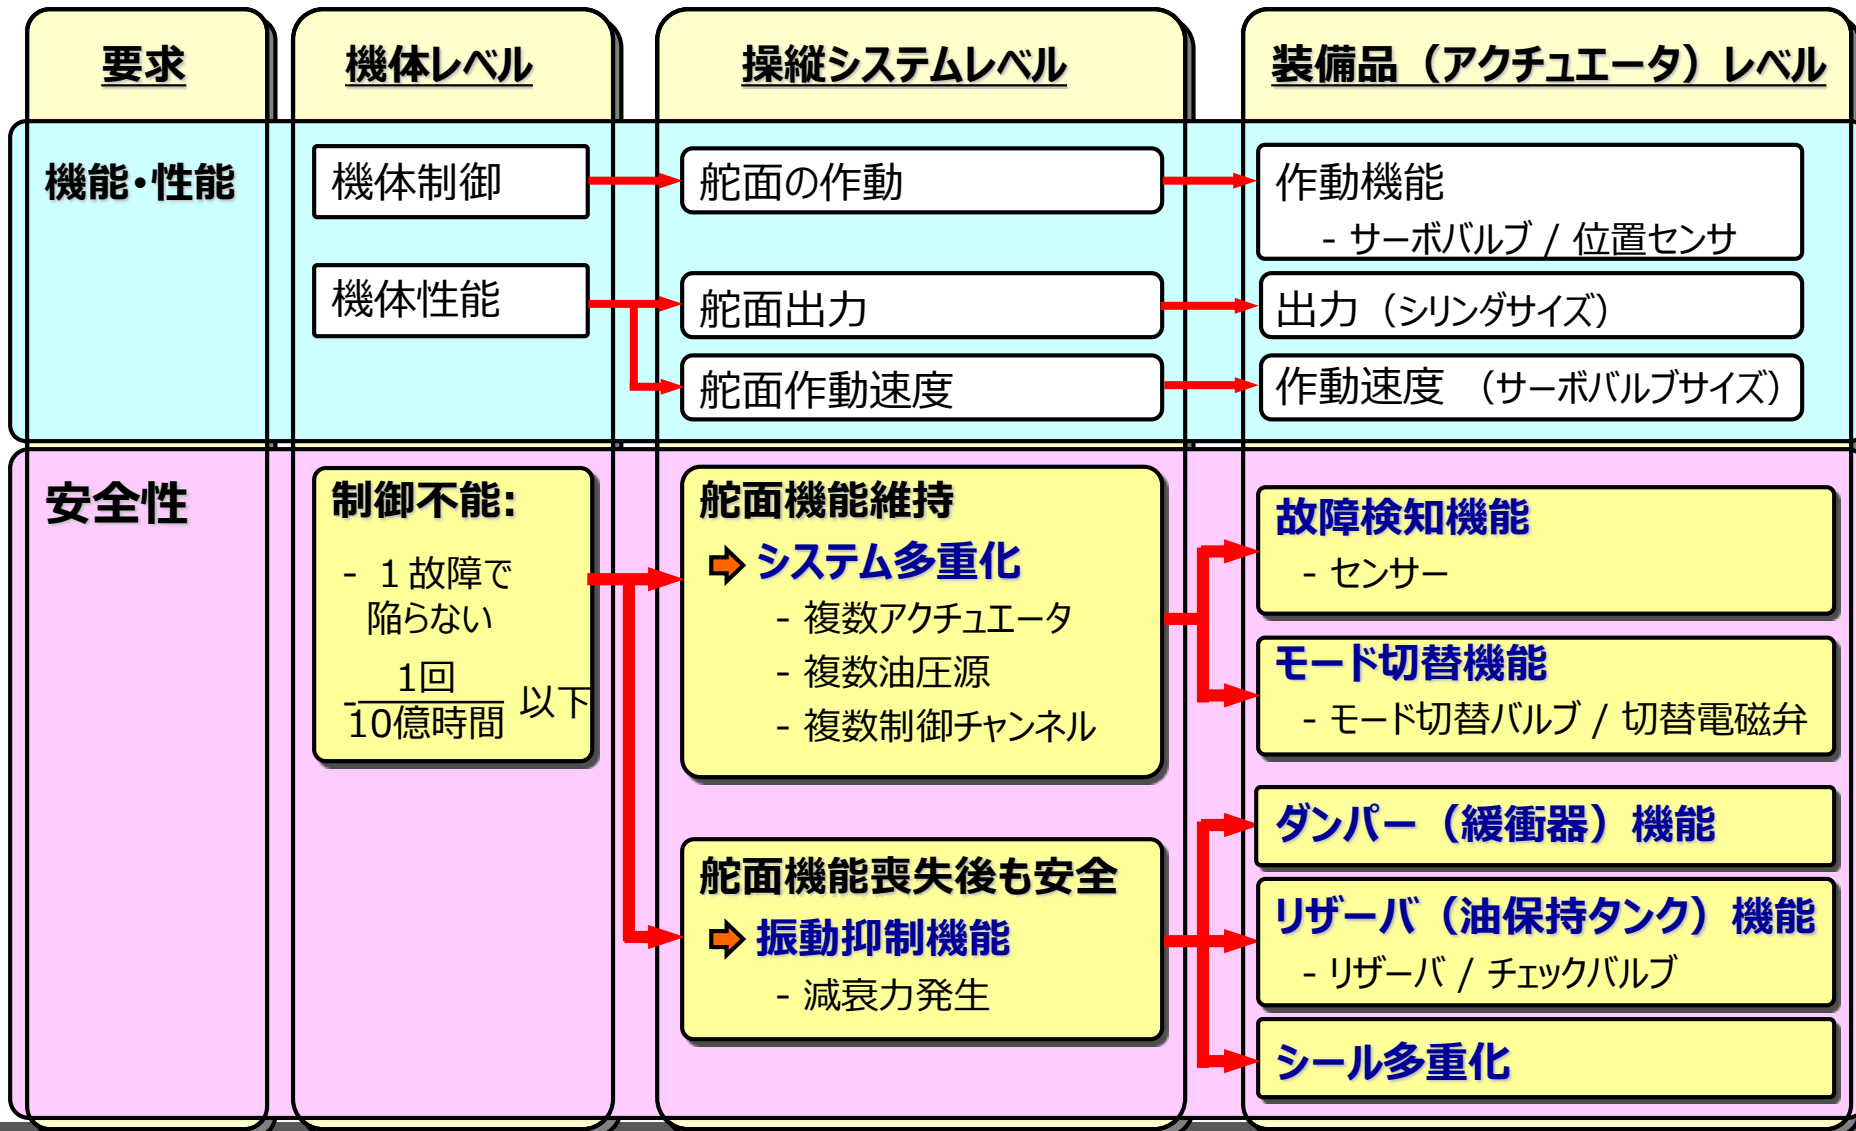 要求
機体レベル
操縦システムレベル
装備品（アクチュエータ）レベル
機能・性能
機体制御
舵面の作動
作動機能
- サーボバルブ / 位置センサ
機体性能
舵面出力
出力（シリンダサイズ）
舵面作動速度
作動速度 （サーボバルブサイズ）
安全性
制御不能:
- １故障で
陥らない
- 1回
10億時間 以下
舵面機能維持
システム多重化
- 複数アクチュエータ
- 複数油圧源
- 複数制御チャンネル
舵面機能喪失後も安全
振動抑制機能
- 減衰力発生
故障検知機能
- センサー
モード切替機能
- モード切替バルブ / 切替電磁弁
ダンパー（緩衝器）機能
リザーバ（油保持タンク）機能
- リザーバ / チェックバルブ
シール多重化